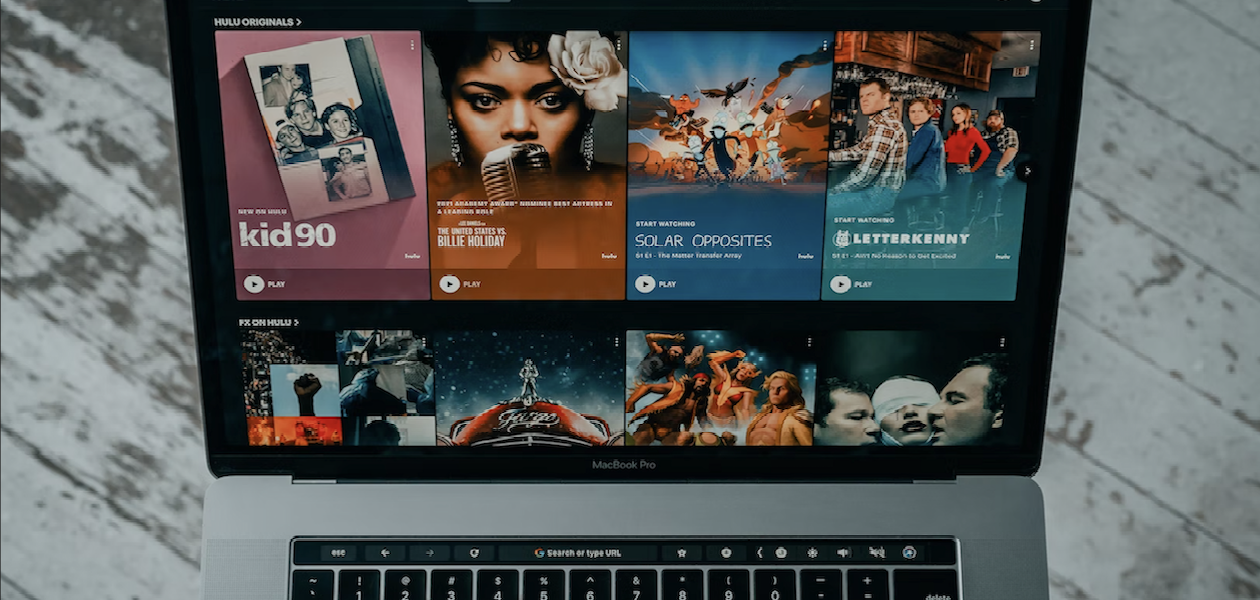 HULU ORIGINALS >
NEW ON HULU
kid 90
hulu
2021 ACADEMY AWARD® NOMINEE BEST ACTRESS IN
A LEADING ROLE
THE UNITED STATES VS.
BILLIE HOLIDAY
START WATCHING
SOLAR OPPOSITES
S1 E1 - The Matter Transfer Array
hulu
START WATCHING
LETTERKENNY
S1 E1 - Ain't No Reason to Get Excited
hulu
PLAY
PLAY
PLAY
PLAY
FX ON HULU >
Fargo
MacBook Pro
esc
G Search or type URL
~ ! @ # $ % ^ & * ( ) — +
` 1 2 3 4 5 6 7 8 9 0 - =
delete